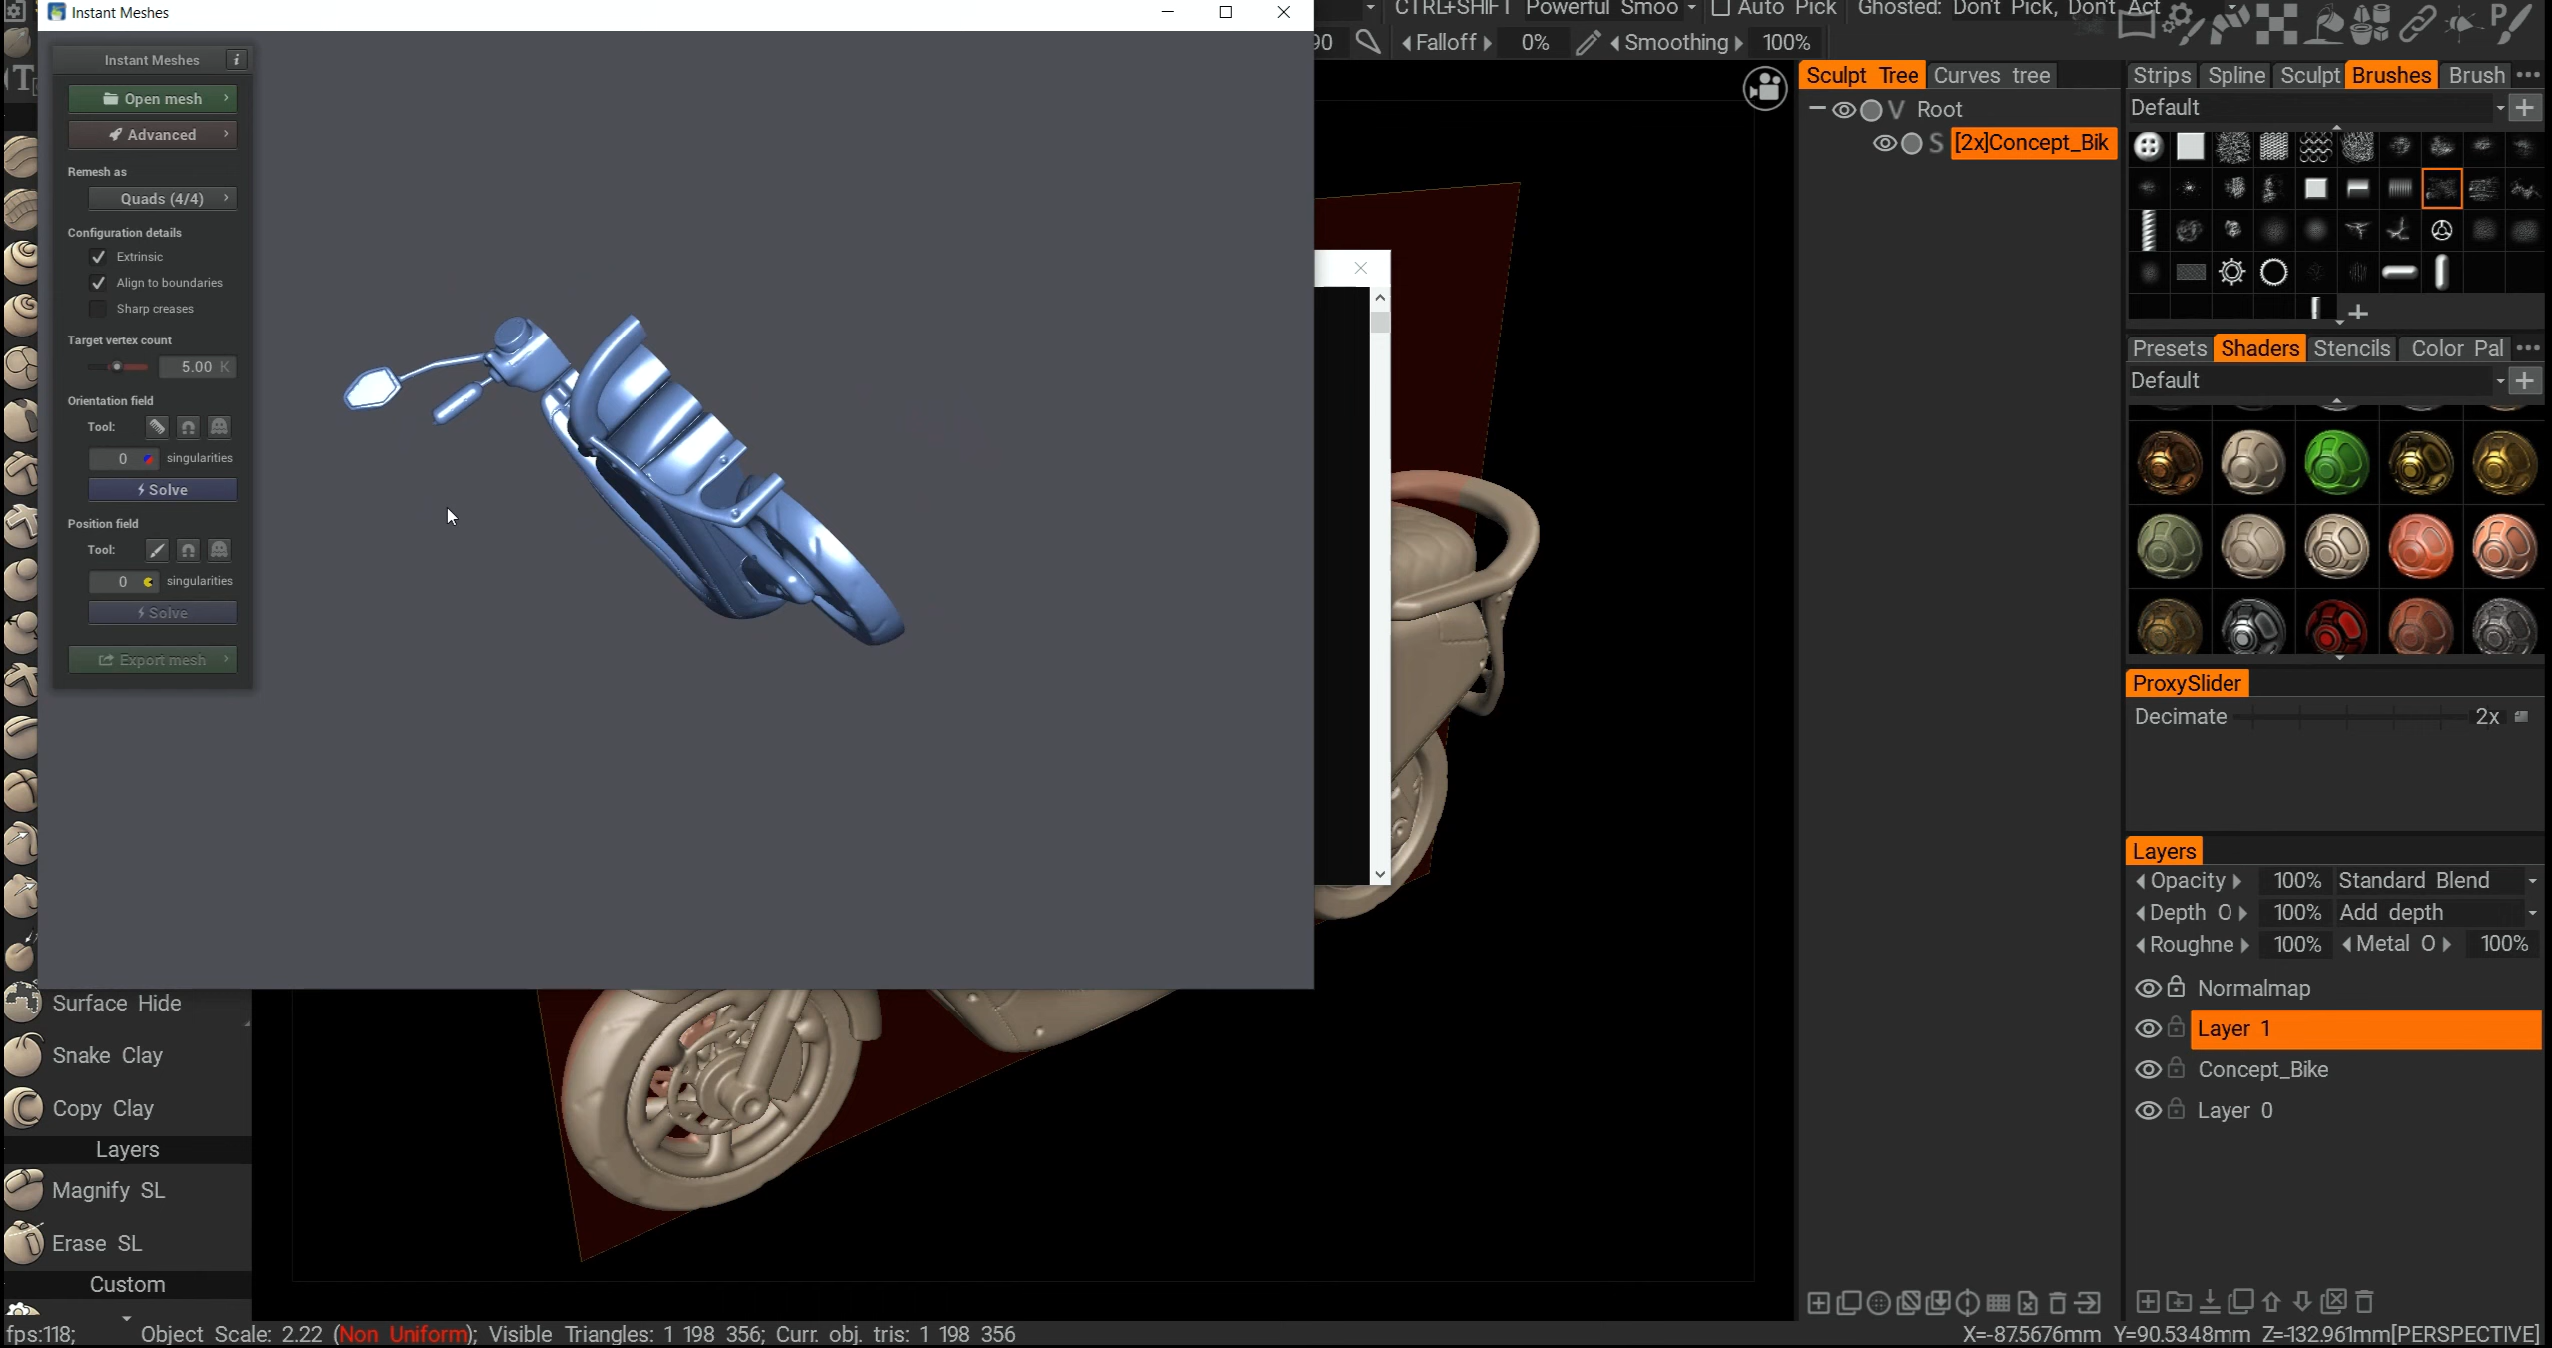 Instant Meshes
Instant Meshes i
Open mesh
Advanced
Remesh as
Quads (4/4)
Configuration details
Extrinsic
Align to boundaries
Sharp creases
Target vertex count
5.00 K
Orientation field
Tool:
0 singularities
Solve
Position field
Tool:
0 singularities
Solve
Export mesh
Surface Hide
Snake Clay
Copy Clay
Layers
Magnify SL
Erase SL
Custom
CTRL+SHIFT Powerful Smoo Auto Pick Ghosted: Don't Pick, Don't Act
90 Falloff 0% Smoothing 100%
Sculpt Tree Curves tree
V Root
S [2x]Concept_Bik
Strips Spline Sculpt Brushes Brush
Default
Presets Shaders Stencils Color Pal
Default
ProxySlider
Decimate 2x
Layers
Opacity 100% Standard Blend
Depth O 100% Add depth
Roughne 100% Metal O 100%
Normalmap
Layer 1
Concept_Bike
Layer 0
fps:118; Object Scale: 2.22 (Non Uniform); Visible Triangles: 1 198 356; Curr. obj. tris: 1 198 356
X=-87.5676mm Y=90.5348mm Z=-132.961mm[PERSPECTIVE]